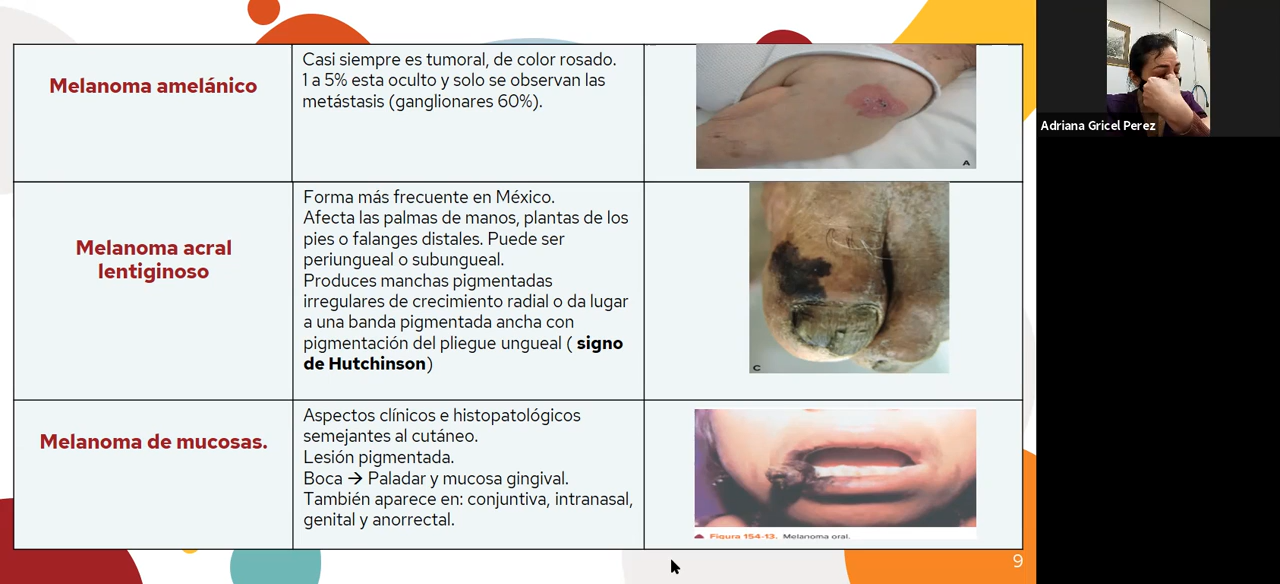 Melanoma amelánico
Casi siempre es tumoral, de color rosado.
1 a 5% esta oculto y solo se observan las
metástasis (ganglionares 60%).
A
Melanoma acral
lentiginoso
Forma más frecuente en México.
Afecta las palmas de manos, plantas de los
pies o falanges distales. Puede ser
periungueal o subungueal.
Produces manchas pigmentadas
irregulares de crecimiento radial o da lugar
a una banda pigmentada ancha con
pigmentación del pliegue ungueal ( signo
de Hutchinson)
C
Melanoma de mucosas.
Aspectos clínicos e histopatológicos
semejantes al cutáneo.
Lesión pigmentada.
Boca → Paladar y mucosa gingival.
También aparece en: conjuntiva, intranasal,
genital y anorrectal.
Figura 154-13. Melanoma oral.
9
Adriana Gricel Perez